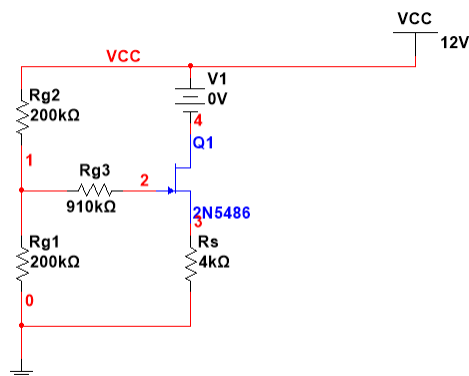 VCC
12V
VCC
V1
0V
Rg2
200kΩ
4
Q1
1
Rg3
2
910kΩ
2N5486
3
Rg1
200kΩ
Rs
4kΩ
0